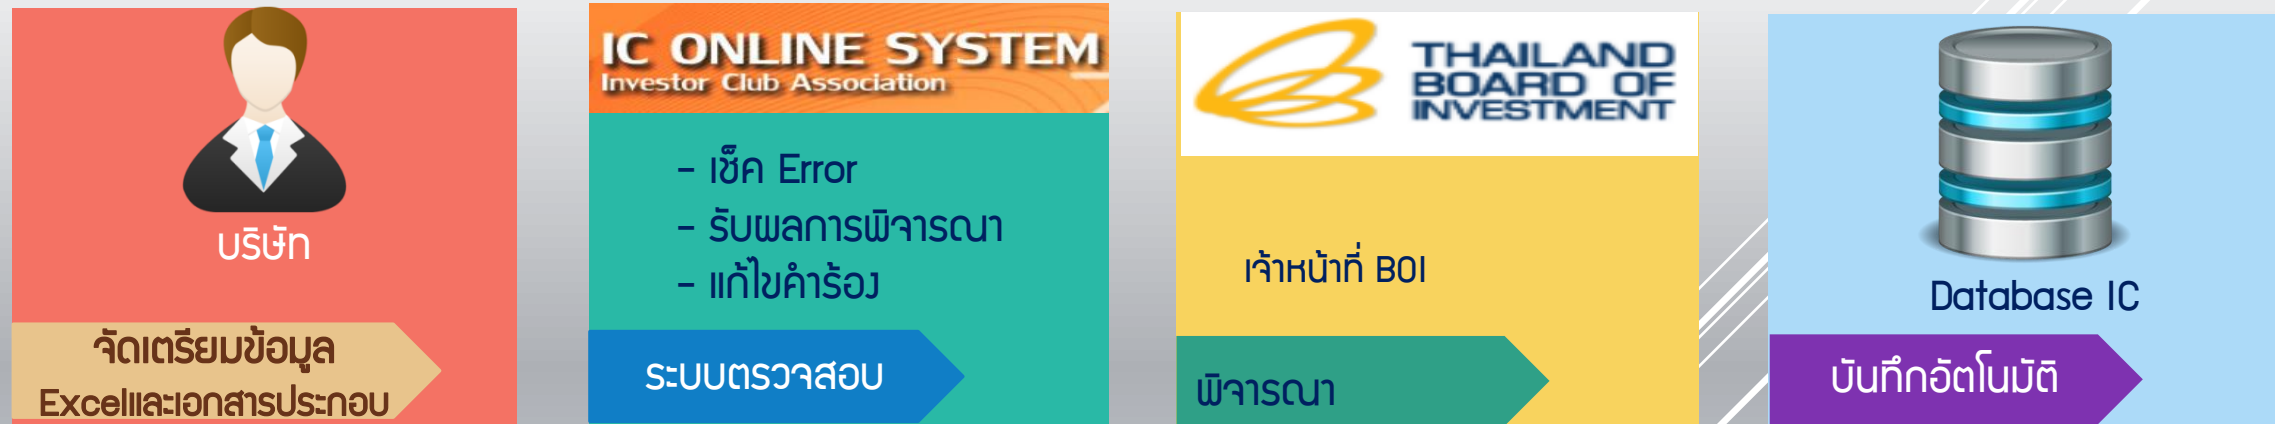 บริษัท
จัดเตรียมข้อมูล
Excelและเอกสารประกอบ
IC ONLINE SYSTEM
Investor Club Association
- เช็ค Error
- รับผลการพิจารณา
- แก้ไขคำร้อง
ระบบตรวจสอบ
THAILAND
BOARD OF
INVESTMENT
เจ้าหน้าที่ BOI
พิจารณา
Database IC
บันทึกอัตโนมัติ